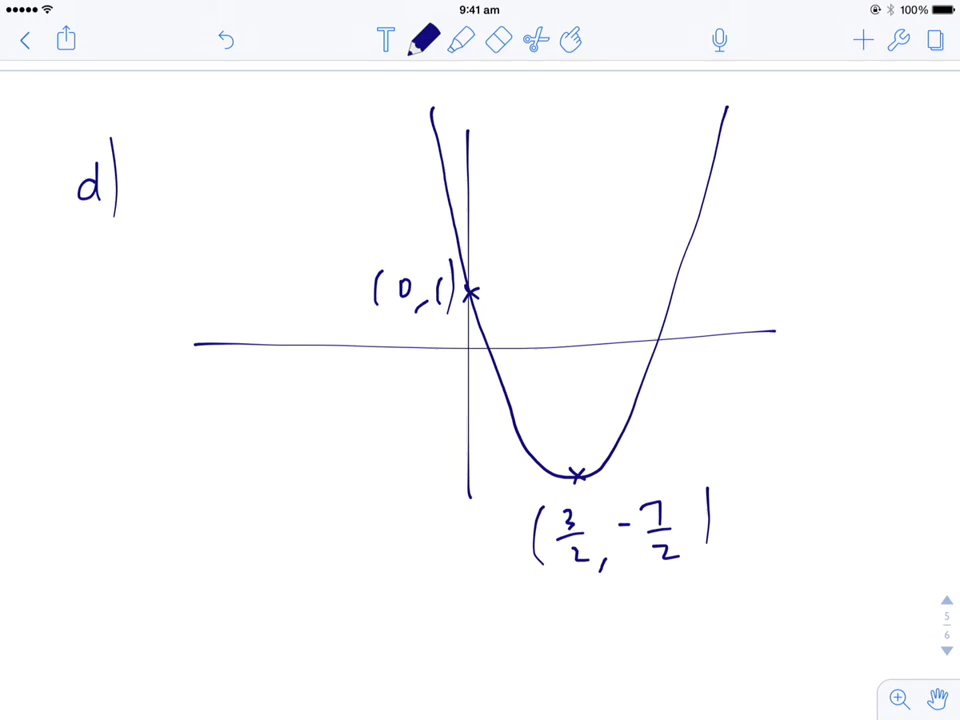 9:41 am
100%
T
d)
(0,1)
(3/2, -7/2)
5
6